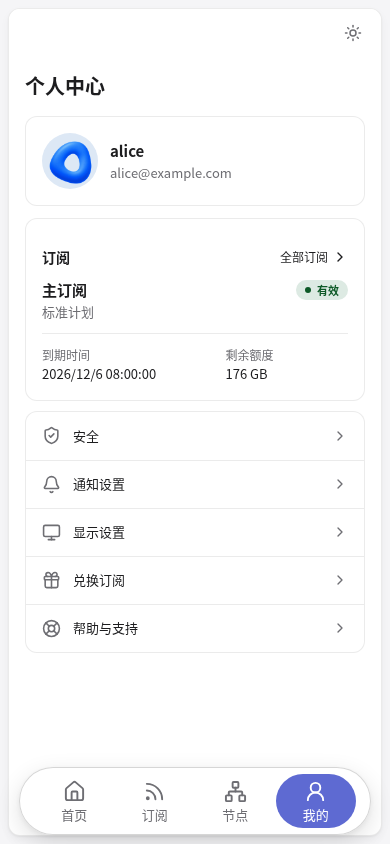 个人中心
alice
alice@example.com
订阅
全部订阅
主订阅
有效
标准计划
到期时间
剩余额度
2026/12/6 08:00:00
176 GB
安全
通知设置
显示设置
兑换订阅
帮助与支持
首页
订阅
节点
我的